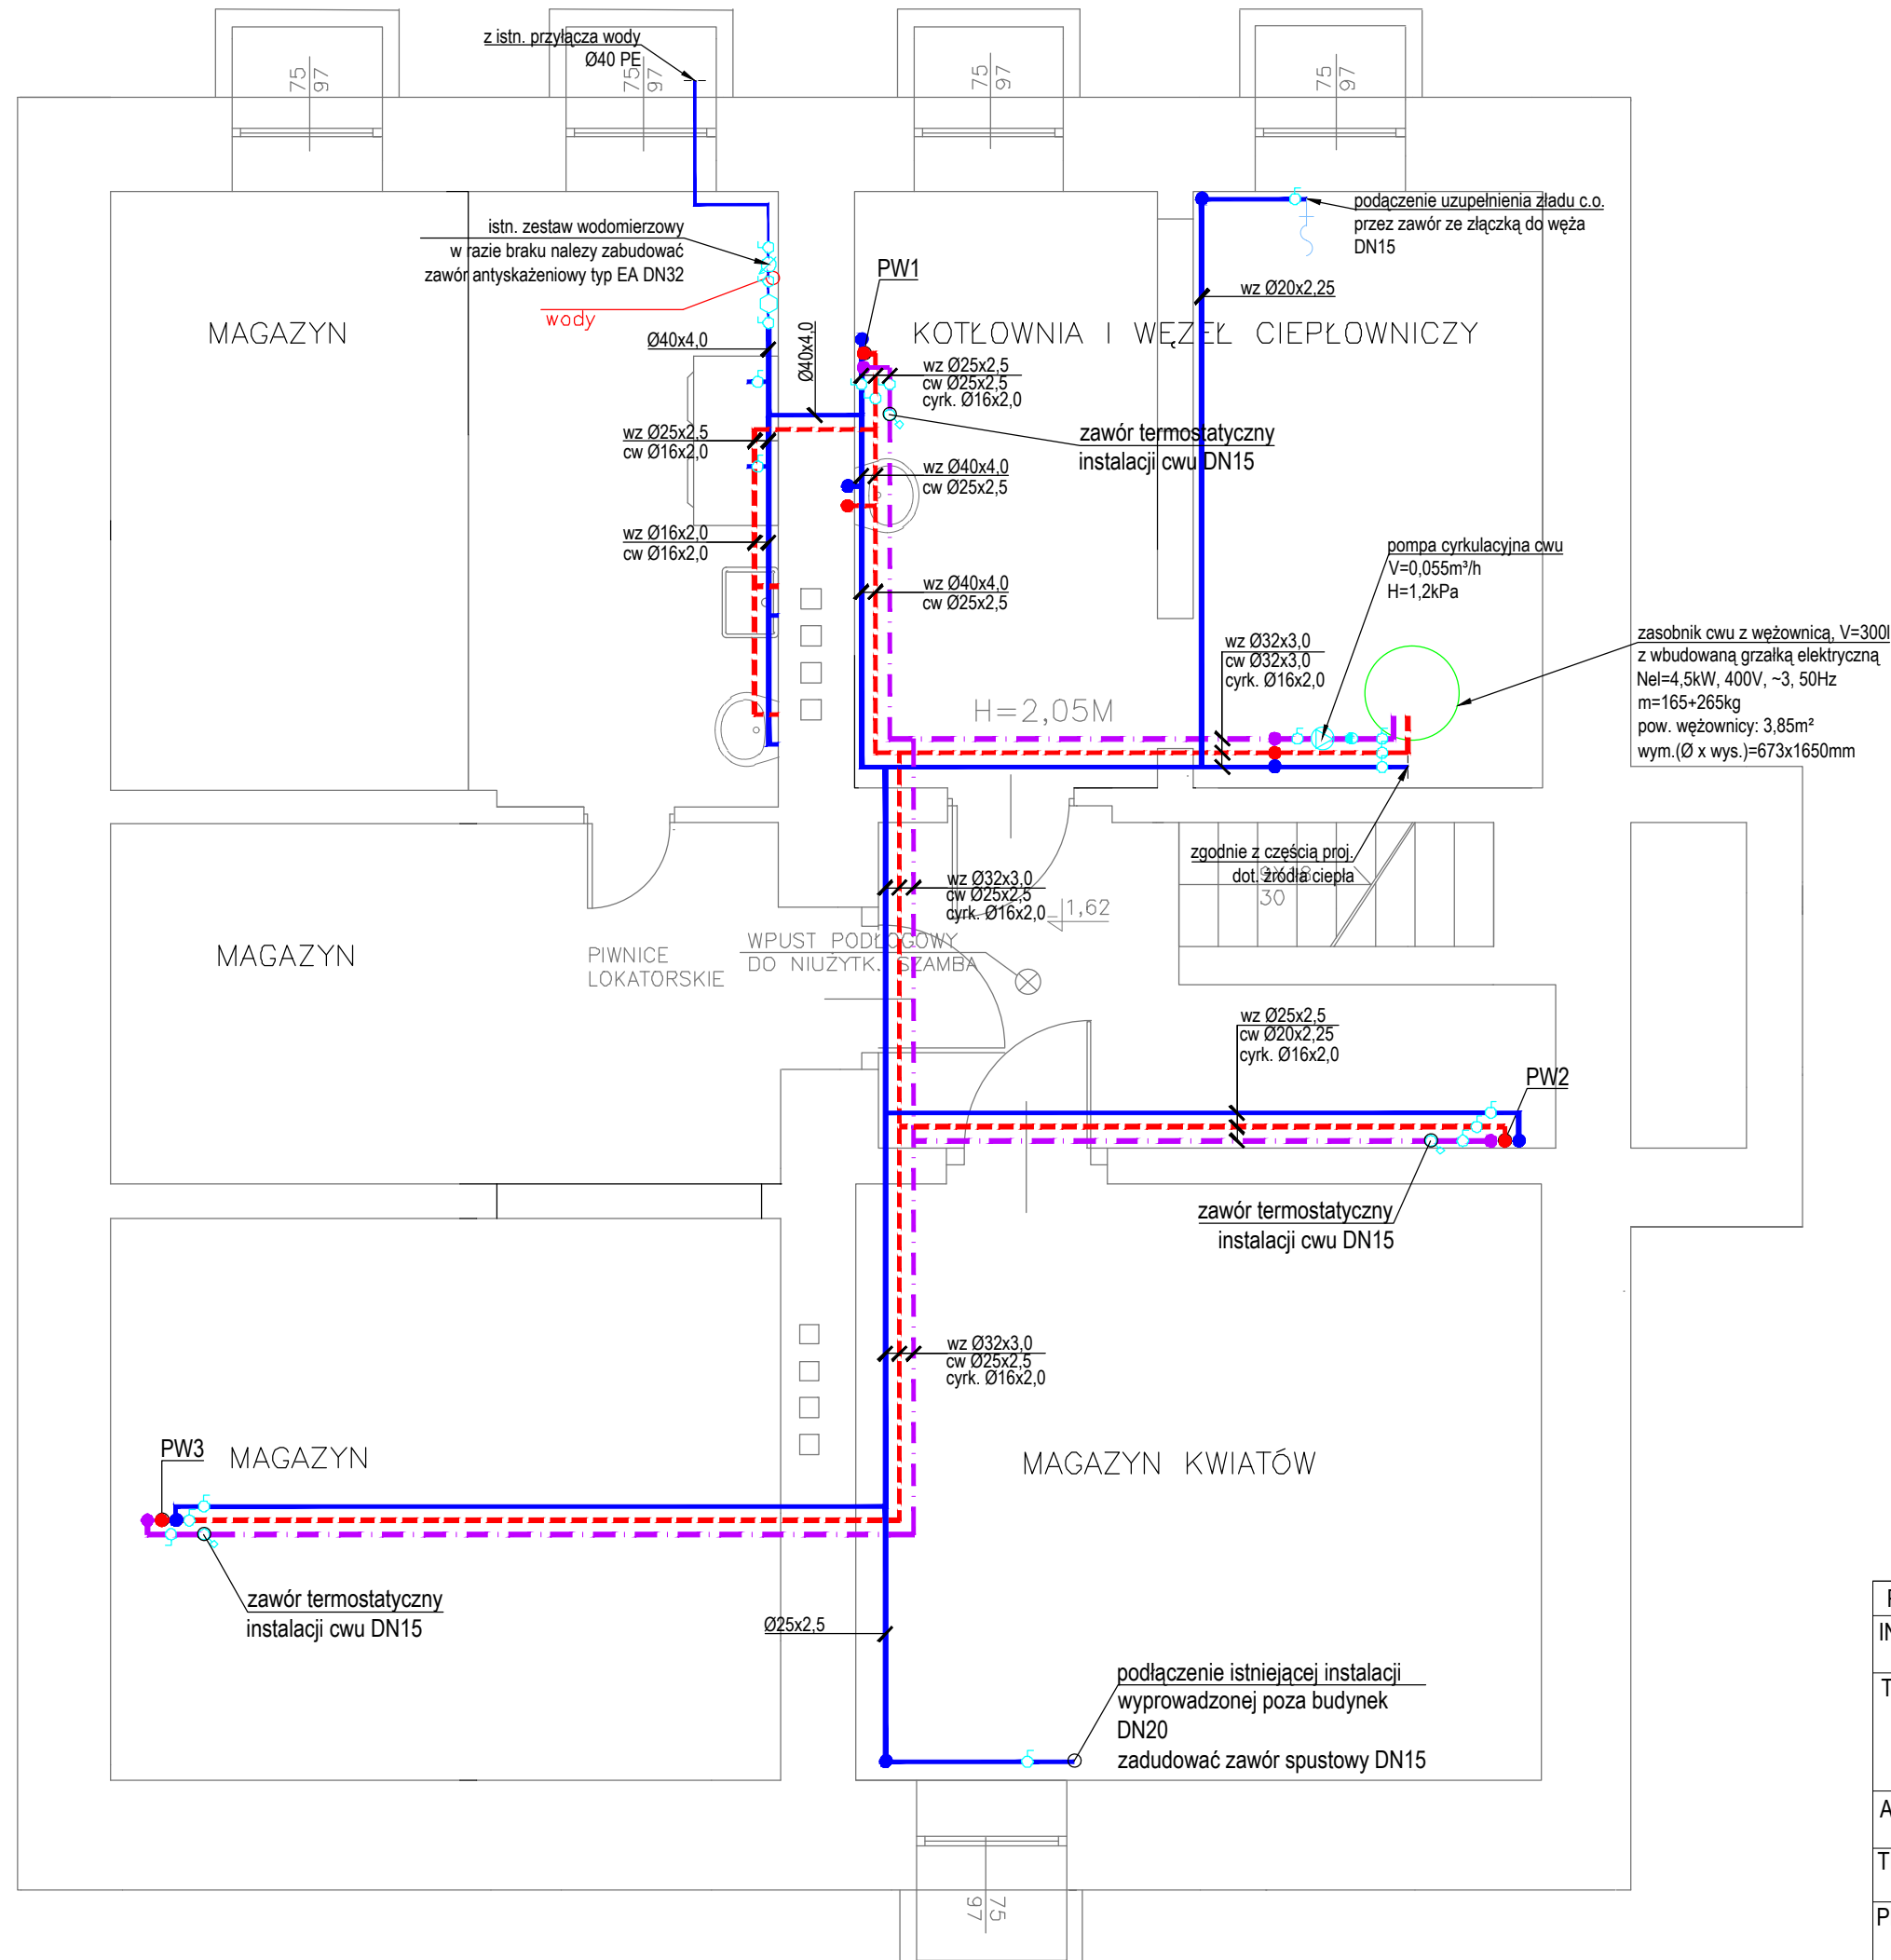 z istn. przyłącza wody
Ø40 PE
75
97
75
97
75
97
75
97
istn. zestaw wodomierzowy
w razie braku nalezy zabudować
zawór antyskażeniowy typ EA DN32
wody
podączenie uzupełnienia zładu c.o.
przez zawór ze złączką do węża
DN15
PW1
wz Ø20x2,25
MAGAZYN
KOTŁOWNIA I WĘZEŁ CIEPŁOWNICZY
Ø40x4,0
Ø40x4,0
wz Ø25x2,5
cw Ø25x2,5
cyrk. Ø16x2,0
zawór termostatyczny
instalacji cwu DN15
wz Ø25x2,5
cw Ø16x2,0
wz Ø40x4,0
cw Ø25x2,5
wz Ø16x2,0
cw Ø16x2,0
pompa cyrkulacyjna cwu
V=0,055m³/h
H=1,2kPa
wz Ø40x4,0
cw Ø25x2,5
zasobnik cwu z wężownicą, V=300l
z wbudowaną grzałką elektryczną
Nel=4,5kW, 400V, ~3, 50Hz
m=165+265kg
pow. wężownicy: 3,85m²
wym.(Ø x wys.)=673x1650mm
wz Ø32x3,0
cw Ø32x3,0
cyrk. Ø16x2,0
H=2,05M
zgodnie z częścią proj.
dot. źródła ciepła
9X18
30
wz Ø32x3,0
cw Ø25x2,5
cyrk. Ø16x2,0
1,62
MAGAZYN
PIWNICE
LOKATORSKIE
WPUST PODŁOGOWY
DO NIUŻYTK. SZAMBA
wz Ø25x2,5
cw Ø20x2,25
cyrk. Ø16x2,0
PW2
zawór termostatyczny
instalacji cwu DN15
wz Ø32x3,0
cw Ø25x2,5
cyrk. Ø16x2,0
PW3
MAGAZYN
MAGAZYN KWIATÓW
zawór termostatyczny
instalacji cwu DN15
Ø25x2,5
podłączenie istniejącej instalacji
wyprowadzonej poza budynek
DN20
zadudować zawór spustowy DN15
75
97